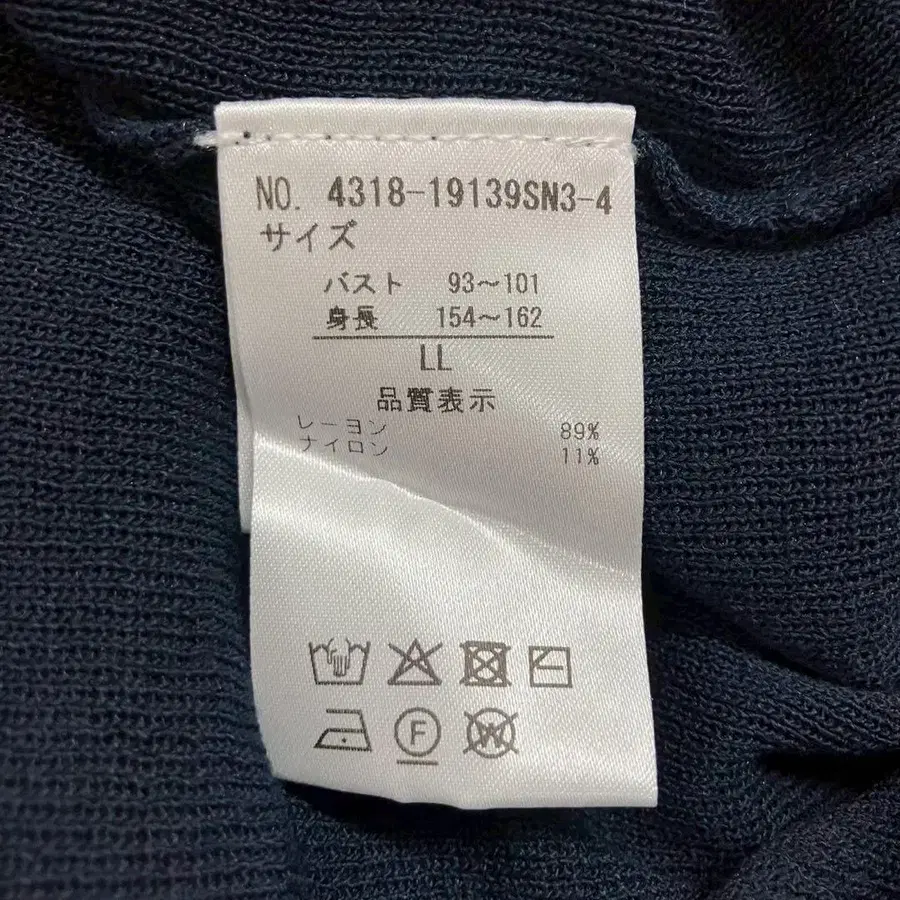 NO. 4318-19139SN3-4
サイズ
バスト 93～101
身長 154～162
LL
品質表示
レーヨン 89%
ナイロン 11%
F
W